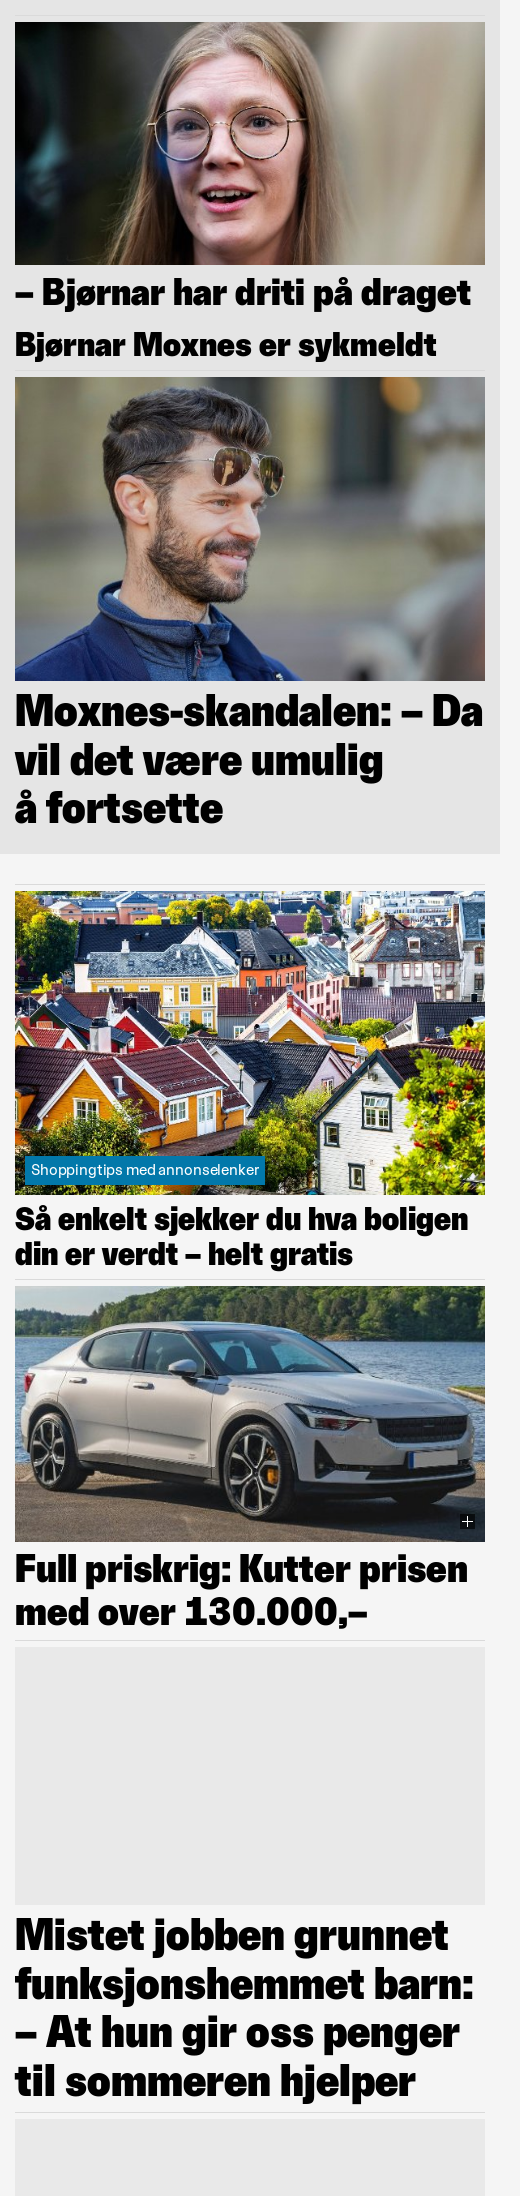 – Bjørnar har driti på draget
Bjørnar Moxnes er sykmeldt
Moxnes-skandalen: – Da
vil det være umulig
å fortsette
Shoppingtips med annonselenker
Så enkelt sjekker du hva boligen
din er verdt – helt gratis
Full priskrig: Kutter prisen
med over 130.000,–
Mistet jobben grunnet
funksjonshemmet barn:
– At hun gir oss penger
til sommeren hjelper